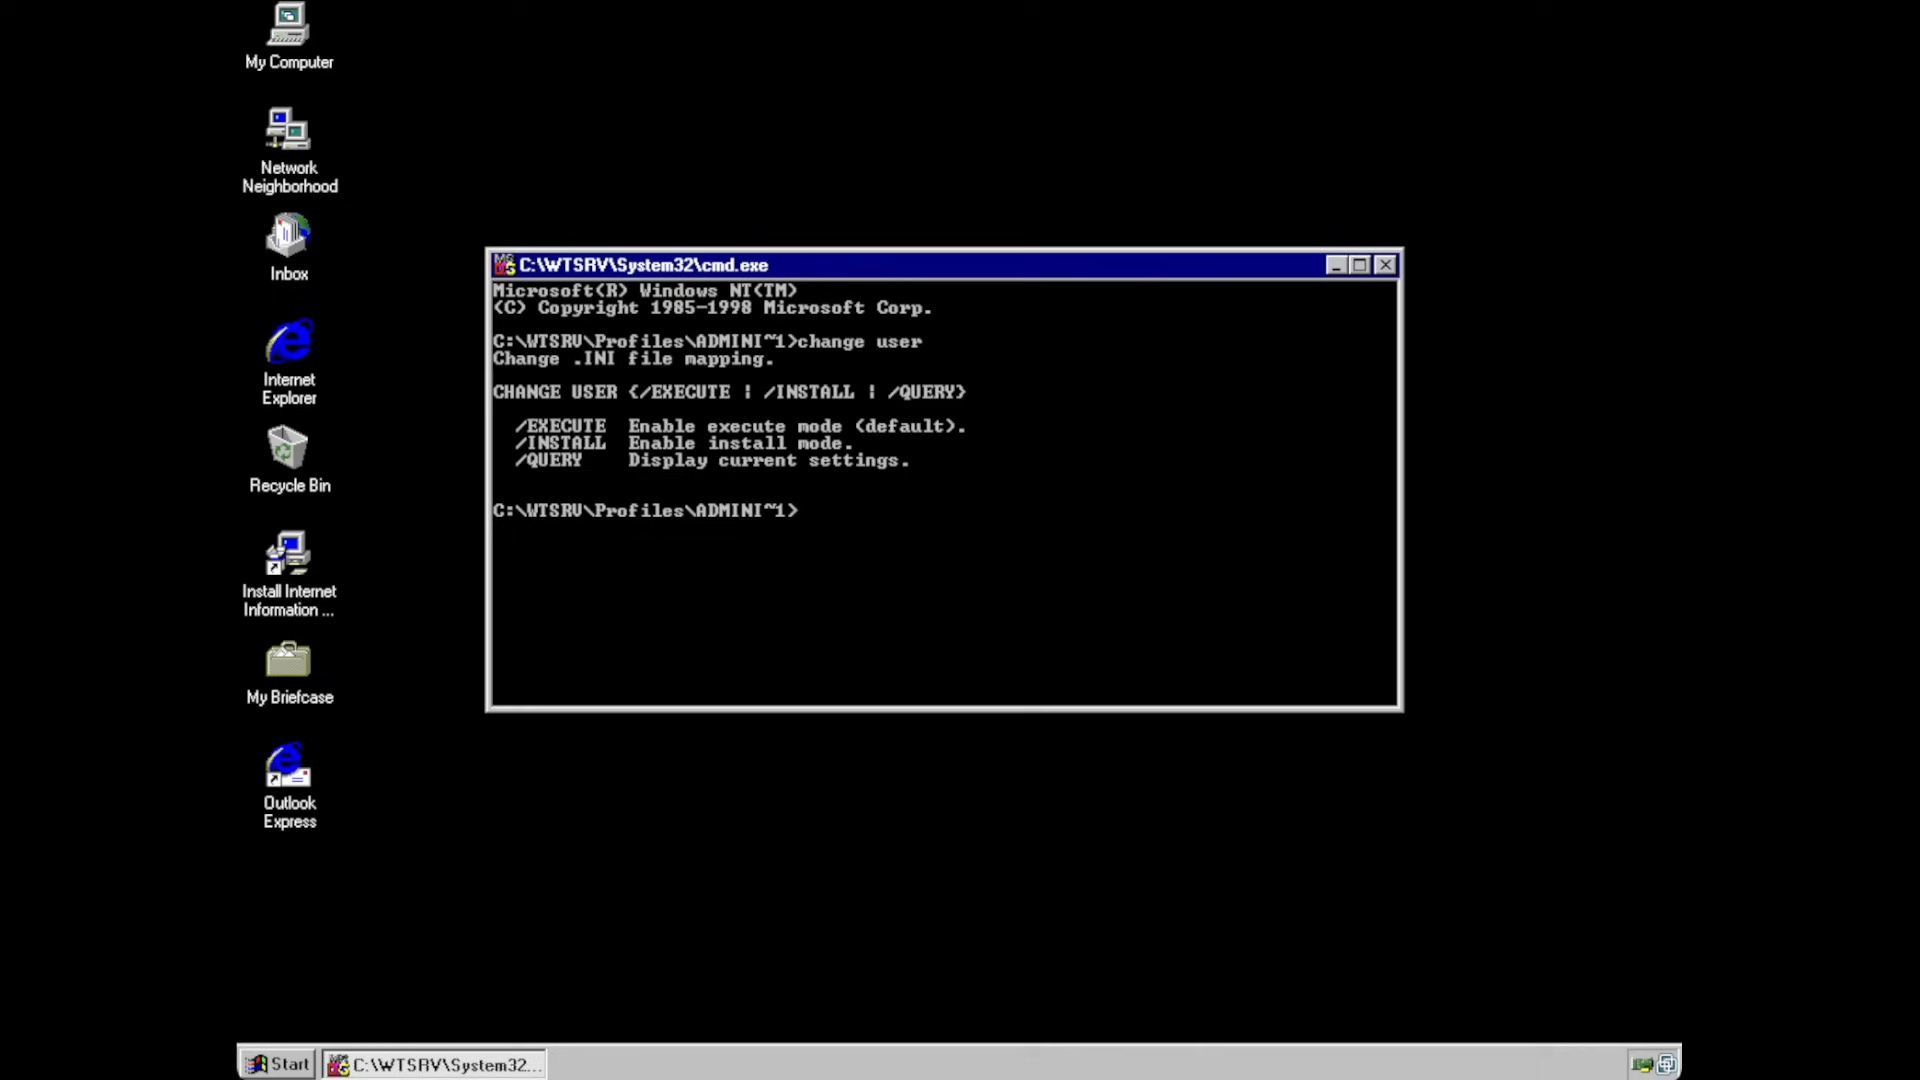 My Computer
Network
Neighborhood
Inbox
Internet
Explorer
Recycle Bin
Install Internet
Information ...
My Briefcase
Outlook
Express
C:\WTSRV\System32\cmd.exe
Microsoft(R) Windows NT(TM)
(C) Copyright 1985-1998 Microsoft Corp.
C:\WTSRV\Profiles\ADMINI~1>change user
Change .INI file mapping.
CHANGE USER {/EXECUTE | /INSTALL | /QUERY}
/EXECUTE  Enable execute mode (default).
/INSTALL  Enable install mode.
/QUERY    Display current settings.
C:\WTSRV\Profiles\ADMINI~1>
Start
C:\WTSRV\System32...